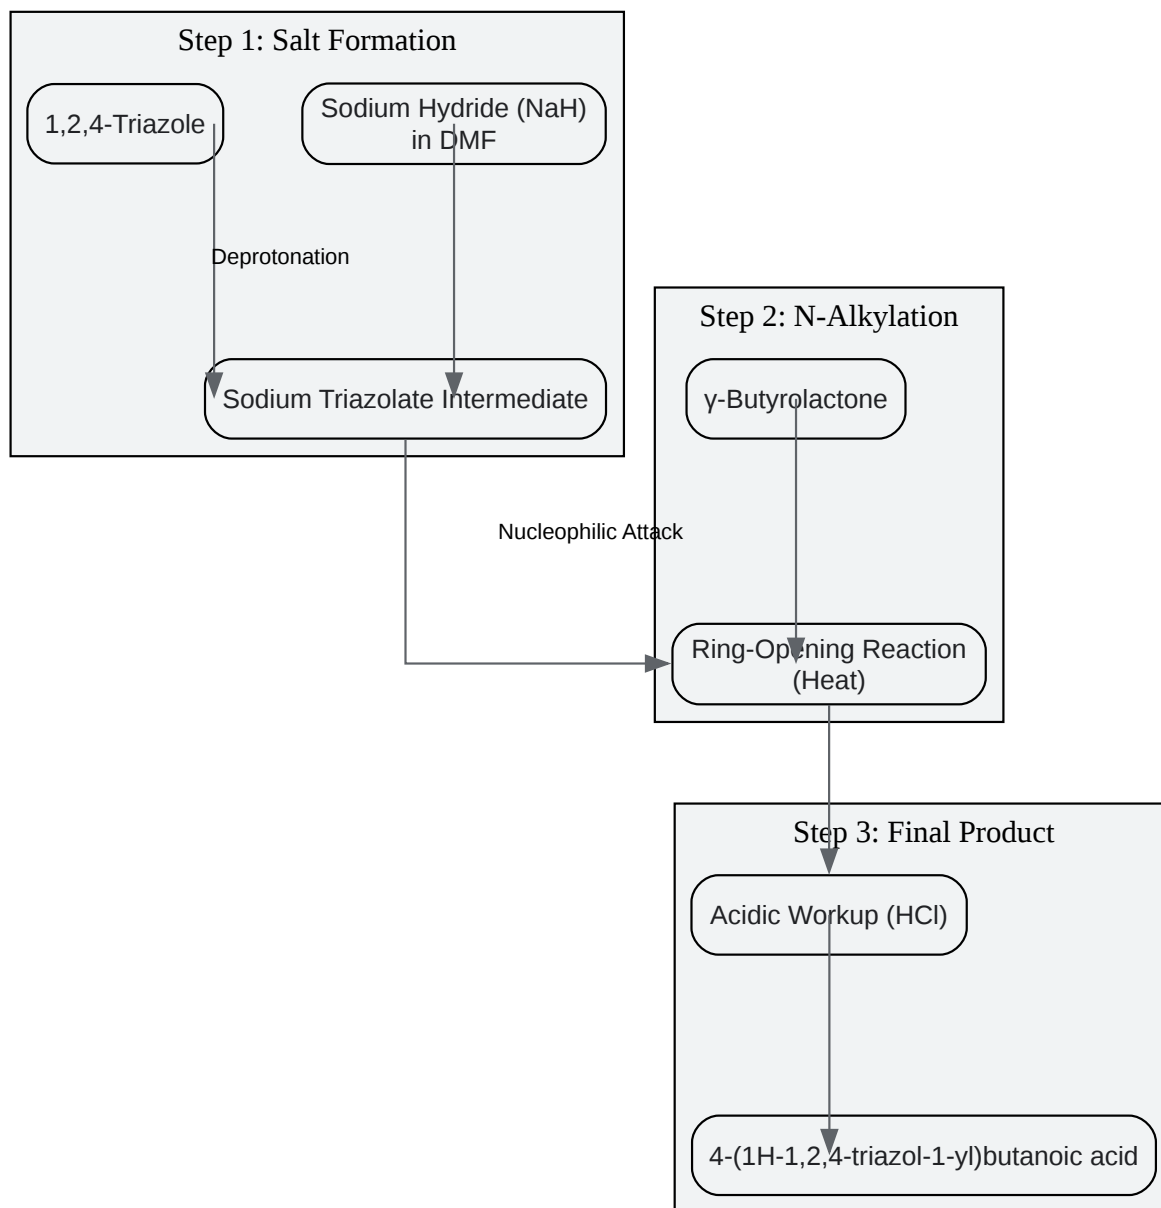 Step 1: Salt Formation
1,2,4-Triazole
Sodium Hydride (NaH)
in DMF
Deprotonation
Sodium Triazolate Intermediate
Step 2: N-Alkylation
γ-Butyrolactone
Nucleophilic Attack
Ring-Opening Reaction
(Heat)
Step 3: Final Product
Acidic Workup (HCl)
4-(1H-1,2,4-triazol-1-yl)butanoic acid